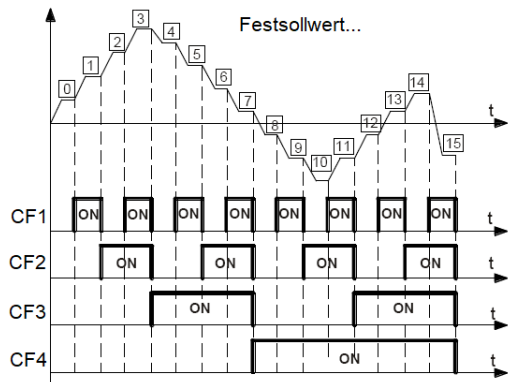 Festsollwert...
3
2
4
1
5
0
6
14
7
13
t
8
12
9
11
15
10
CF1 ON ON ON ON ON ON ON ON t
CF2 ON ON ON ON t
CF3 ON ON t
CF4 ON t